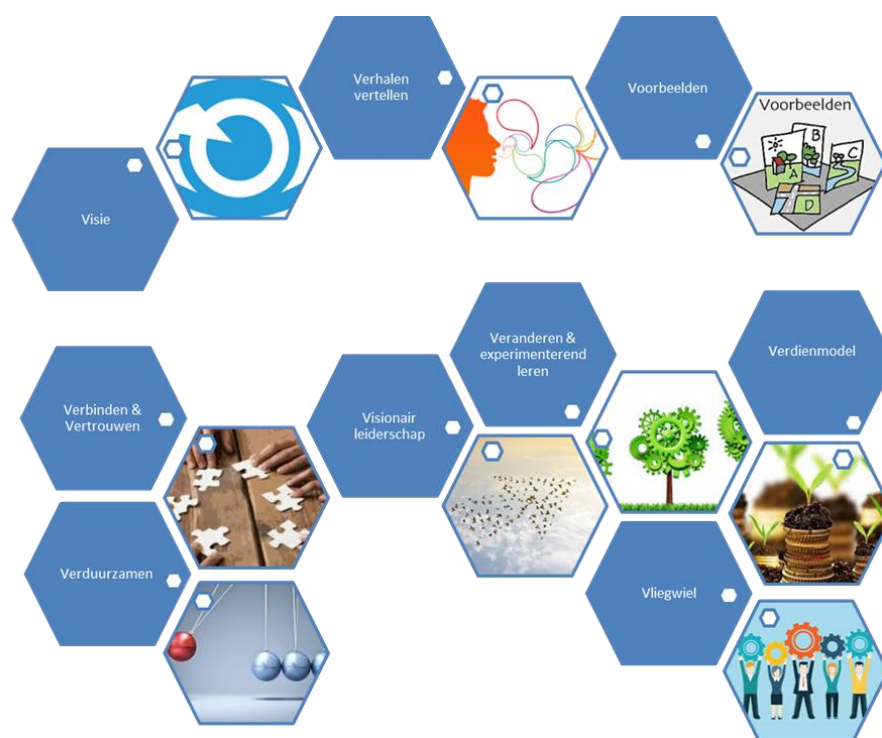 Visie
Verhalen
vertellen
Voorbeelden
Voorbeelden
A
B
C
D
Verbinden &
Vertrouwen
Verduurzamen
Visionair
leiderschap
Veranderen &
experimenterend
leren
Verdienmodel
Vliegwiel